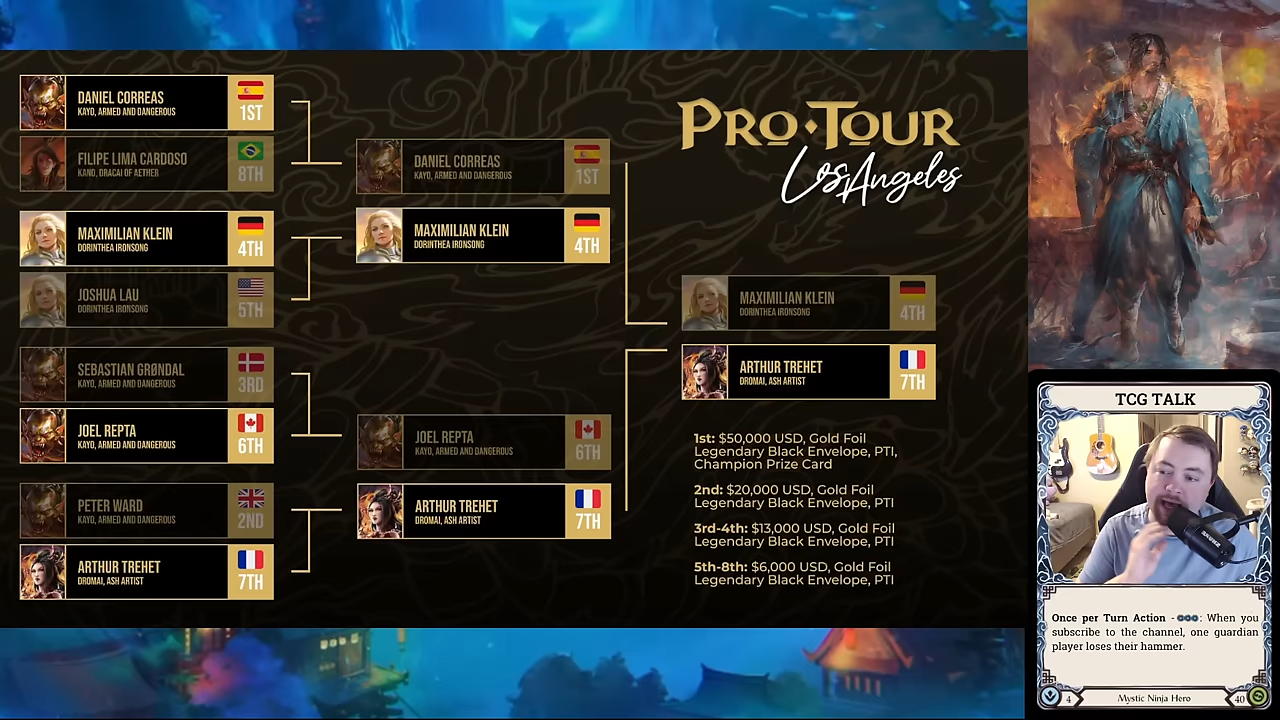 DANIEL CORREAS
KAYO, ARMED AND DANGEROUS
1ST
FILIPE LIMA CARDOSO
KANO, DRACAI OF AETHER
8TH
MAXIMILIAN KLEIN
DORINTHEA IRONSONG
4TH
JOSHUA LAU
DORINTHEA IRONSONG
5TH
SEBASTIAN GRØNDAL
KAYO, ARMED AND DANGEROUS
3RD
JOEL REPTA
KAYO, ARMED AND DANGEROUS
6TH
PETER WARD
KAYO, ARMED AND DANGEROUS
2ND
ARTHUR TREHET
DROMAI, ASH ARTIST
7TH
DANIEL CORREAS
KAYO, ARMED AND DANGEROUS
1ST
MAXIMILIAN KLEIN
DORINTHEA IRONSONG
4TH
JOEL REPTA
KAYO, ARMED AND DANGEROUS
6TH
ARTHUR TREHET
DROMAI, ASH ARTIST
7TH
PRO·TOUR
Los Angeles
MAXIMILIAN KLEIN
DORINTHEA IRONSONG
4TH
ARTHUR TREHET
DROMAI, ASH ARTIST
7TH
1st: $50,000 USD, Gold Foil
Legendary Black Envelope, PTI,
Champion Prize Card
2nd: $20,000 USD, Gold Foil
Legendary Black Envelope, PTI
3rd-4th: $13,000 USD, Gold Foil
Legendary Black Envelope, PTI
5th-8th: $6,000 USD, Gold Foil
Legendary Black Envelope, PTI
TCG TALK
Once per Turn Action - : When you
subscribe to the channel, one guardian
player loses their hammer.
4
Mystic Ninja Hero
40